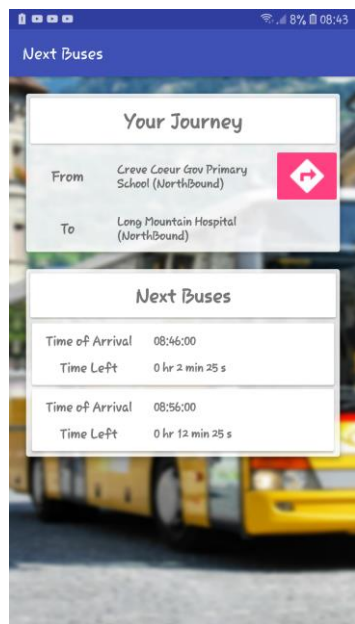 8% 08:43
Next Buses
Your Journey
From Creve Coeur Gov Primary
School (NorthBound)
To Long Mountain Hospital
(NorthBound)
Next Buses
Time of Arrival 08:46:00
Time Left 0 hr 2 min 25 s
Time of Arrival 08:56:00
Time Left 0 hr 12 min 25 s